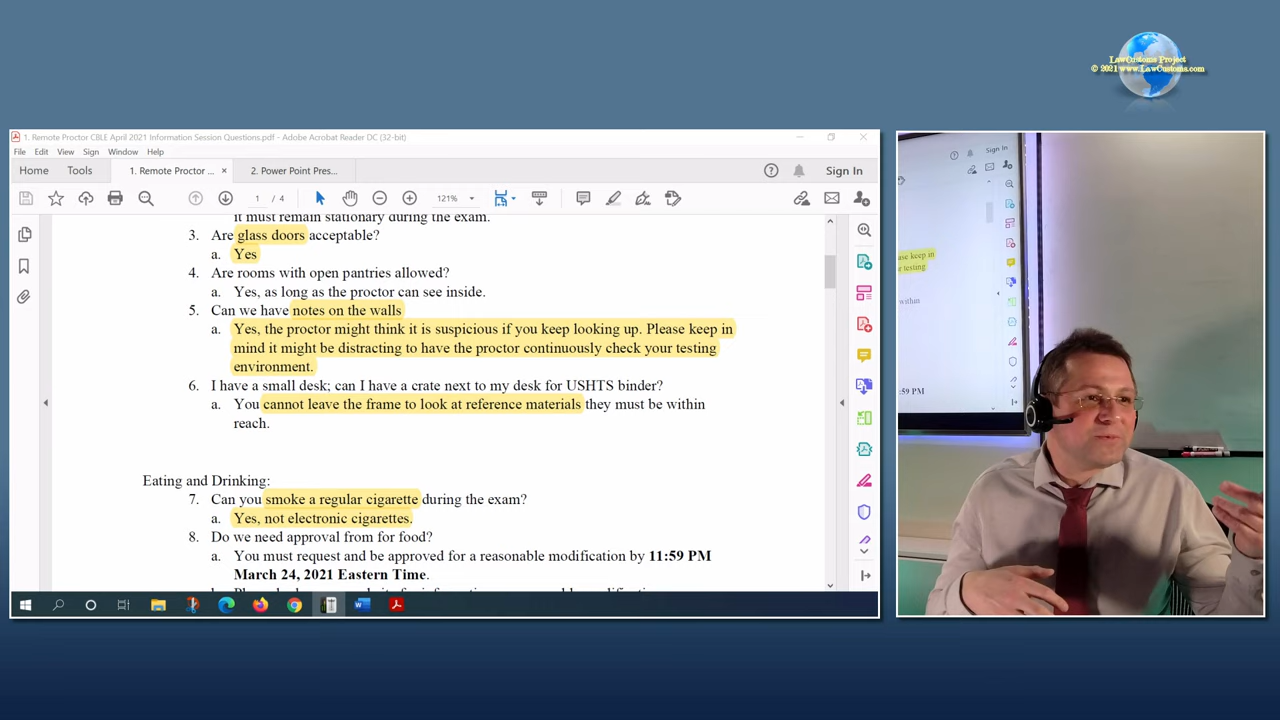 LawCustoms Project
© 2021 www.LawCustoms.com
1. Remote Proctor CBLE April 2021 Information Session Questions.pdf - Adobe Acrobat Reader DC (32-bit)
File Edit View Sign Window Help
Home Tools 1. Remote Proctor ... × 2. Power Point Pres... Sign In
1 / 4 121%
it must remain stationary during the exam.
3. Are glass doors acceptable?
a. Yes
4. Are rooms with open pantries allowed?
a. Yes, as long as the proctor can see inside.
5. Can we have notes on the walls
a. Yes, the proctor might think it is suspicious if you keep looking up. Please keep in
mind it might be distracting to have the proctor continuously check your testing
environment.
6. I have a small desk; can I have a crate next to my desk for USHTS binder?
a. You cannot leave the frame to look at reference materials they must be within
reach.
Eating and Drinking:
7. Can you smoke a regular cigarette during the exam?
a. Yes, not electronic cigarettes.
8. Do we need approval from for food?
a. You must request and be approved for a reasonable modification by 11:59 PM
March 24, 2021 Eastern Time.
Sign In
ase keep in
r testing
within
:59 PM